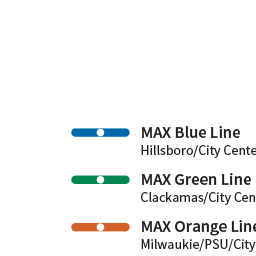 MAX Blue Line
Hillsboro/City Cente
MAX Green Line
Clackamas/City Cen
MAX Orange Line
Milwaukie/PSU/City